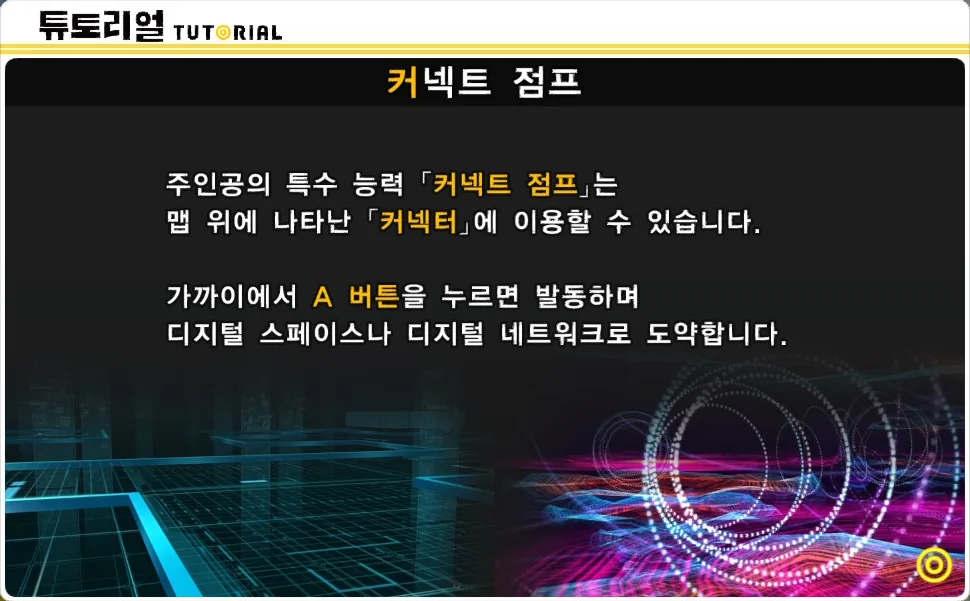 튜토리얼 TUTORIAL
커넥트 점프
주인공의 특수 능력 「커넥트 점프」는
맵 위에 나타난 「커넥터」에 이용할 수 있습니다.
가까이에서 A 버튼을 누르면 발동하며
디지털 스페이스나 디지털 네트워크로 도약합니다.